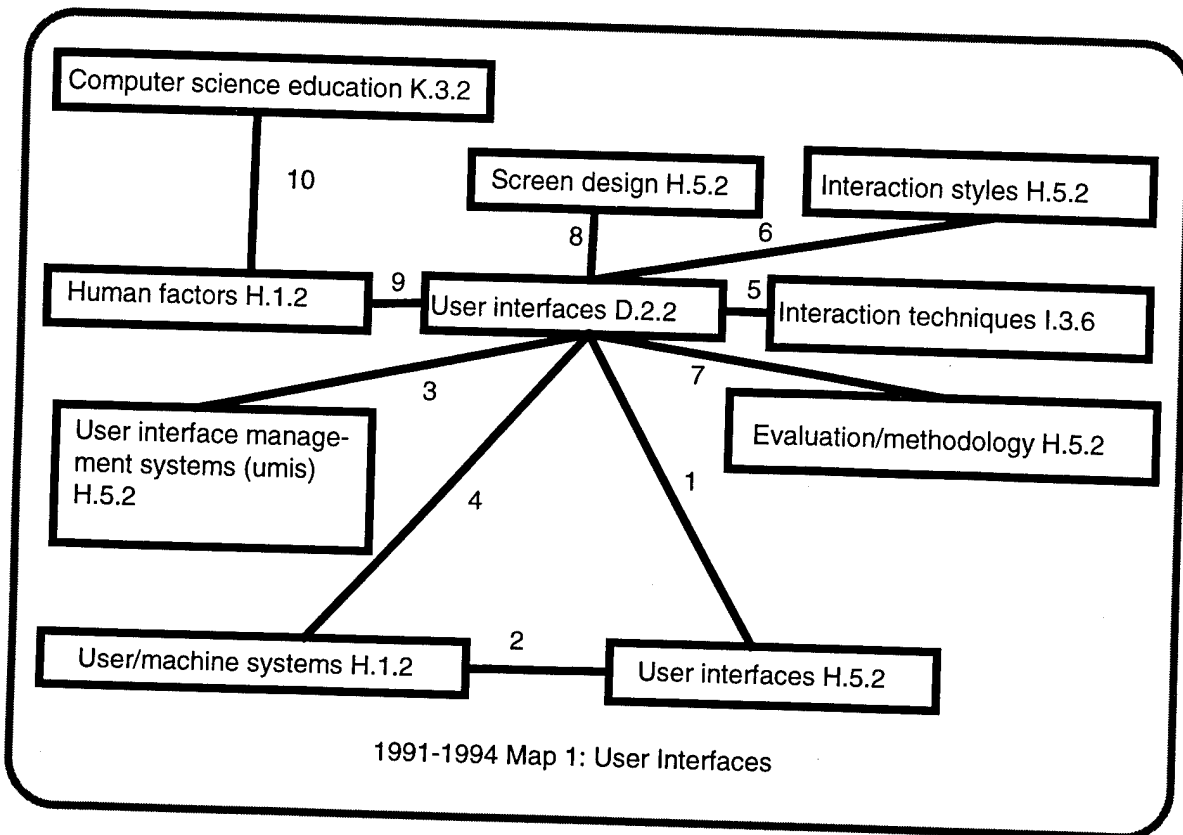 Computer science education K.3.2
10
Screen design H.5.2
Interaction styles H.5.2
8
6
Human factors H.1.2
9
User interfaces D.2.2
5
Interaction techniques I.3.6
3
7
User interface manage-
ment systems (umis)
H.5.2
Evaluation/methodology H.5.2
4
1
User/machine systems H.1.2
2
User interfaces H.5.2
1991-1994 Map 1: User Interfaces